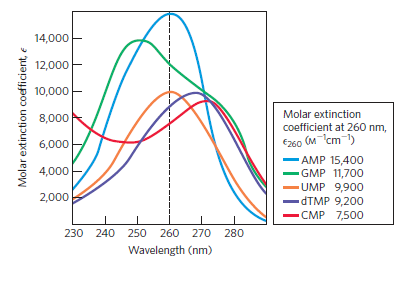 Molar extinction coefficient, ε
14,000
12,000
10,000
8,000
6,000
4,000
2,000
230 240 250 260 270 280
Wavelength (nm)
Molar extinction
coefficient at 260 nm,
ε260 (M−1cm−1)
AMP 15,400
GMP 11,700
UMP 9,900
dTMP 9,200
CMP 7,500